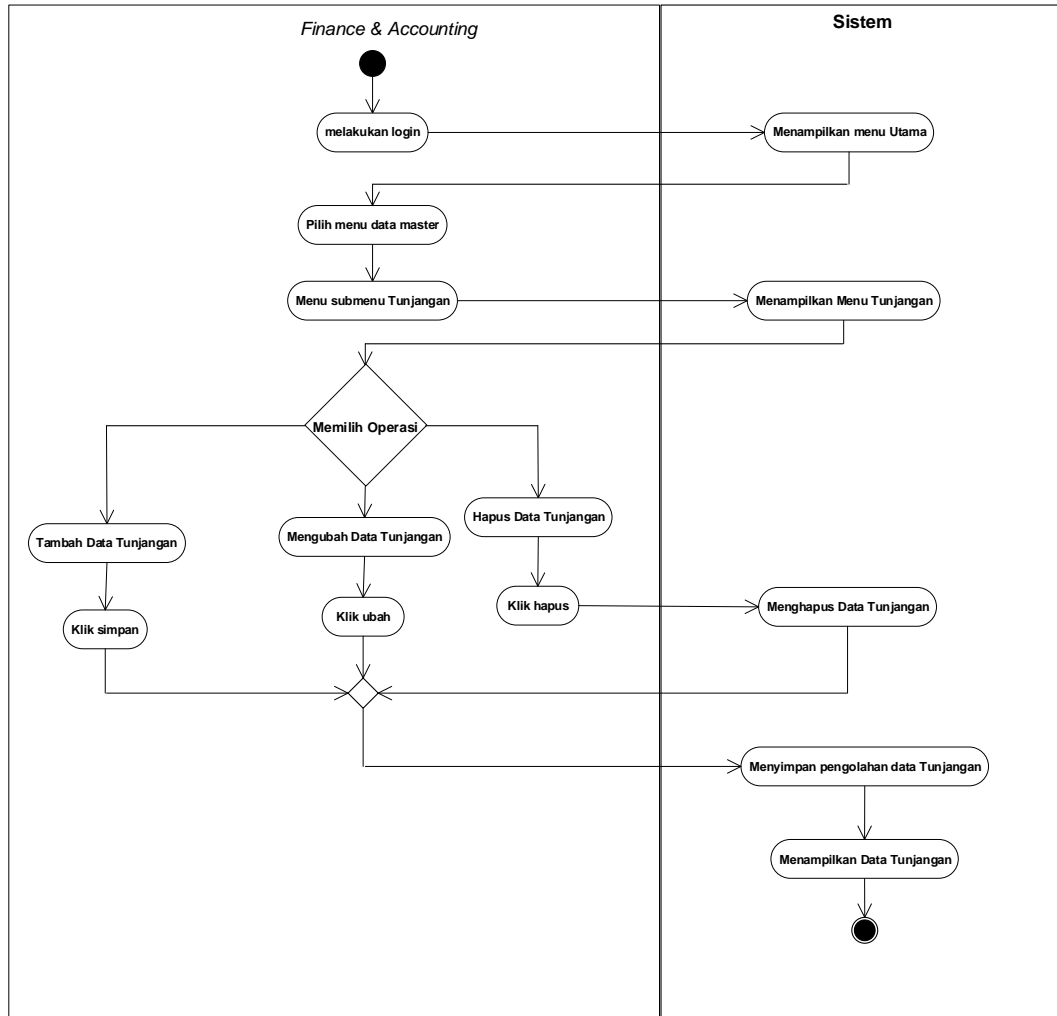 Finance & Accounting
Sistem
melakukan login
Menampilkan menu Utama
Pilih menu data master
Menu submenu Tunjangan
Menampilkan Menu Tunjangan
Memilih Operasi
Tambah Data Tunjangan
Mengubah Data Tunjangan
Hapus Data Tunjangan
Klik simpan
Klik ubah
Klik hapus
Menghapus Data Tunjangan
Menyimpan pengolahan data Tunjangan
Menampilkan Data Tunjangan